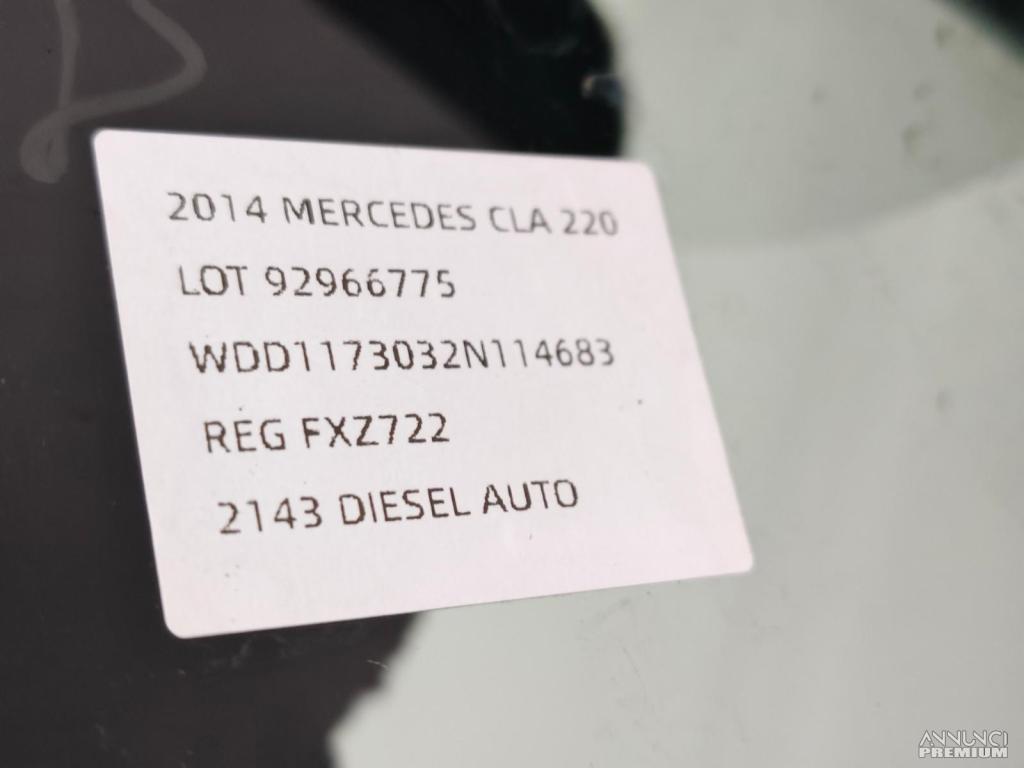 2014 MERCEDES CLA 220
LOT 92966775
WDD1173032N114683
REG FXZ722
2143 DIESEL AUTO
ANNUNCI
PREMIUM